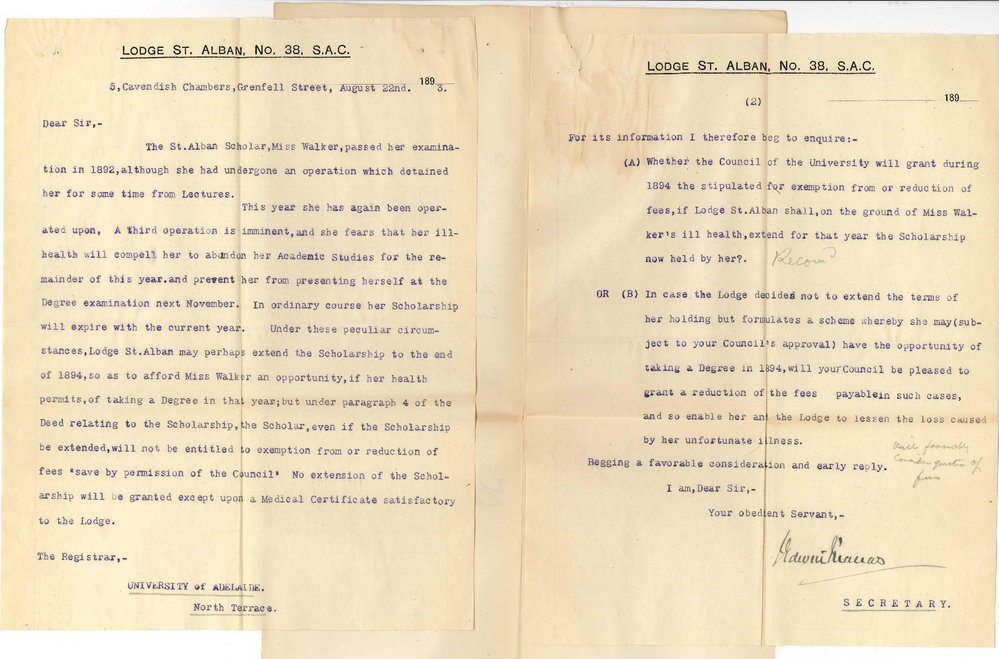 LODGE ST. ALBAN, NO. 38, S.A.C.
5,Cavendish Chambers,Grenfell Street, August 22nd. 1893.
Dear Sir,-
The St.Alban Scholar,Miss Walker,passed her examina-
tion in 1892,although she had undergone an operation which detained
her for some time from Lectures.
This year she has again been oper-
ated upon, A third operation is imminent,and she fears that her ill-
health will compell her to abandon her Academic Studies for the re-
mainder of this year.and prevent her from presenting herself at the
Degree examination next November. In ordinary course her Scholarship
will expire with the current year. Under these peculiar circum-
stances,Lodge St.Alban may perhaps extend the Scholarship to the end
of 1894,so as to afford Miss Walker an opportunity,if her health
permits,of taking a Degree in that year;but under paragraph 4 of the
Deed relating to the Scholarship,the Scholar,even if the Scholarship
be extended,will not be entitled to exemption from or reduction of
fees "save by permission of the Council" No extension of the Schol-
arship will be granted except upon a Medical Certificate satisfactory
to the Lodge.
The Registrar,-
UNIVERSITY of ADELAIDE.
North Terrace.
LODGE ST. ALBAN, NO. 38, S.A.C.
(2)
189
For its information I therefore beg to enquire:-
(A) Whether the Council of the University will grant during
1894 the stipulated for exemption from or reduction of
fees,if Lodge St.Alban shall,on the ground of Miss Wal-
ker's ill health,extend for that year the Scholarship
now held by her?. Recomd
OR (B) In case the Lodge decides not to extend the terms of
her holding but formulates a scheme whereby she may(sub-
ject to your Council's approval) have the opportunity of
taking a Degree in 1894,will yourCouncil be pleased to
grant a reduction of the fees payablein such cases,
and so enable her and the Lodge to lessen the loss caused
by her unfortunate illness.
will favorably
consider question of
fees
Begging a favorable consideration and early reply.
I am,Dear Sir,-
Your obedient Servant,-
SECRETARY.